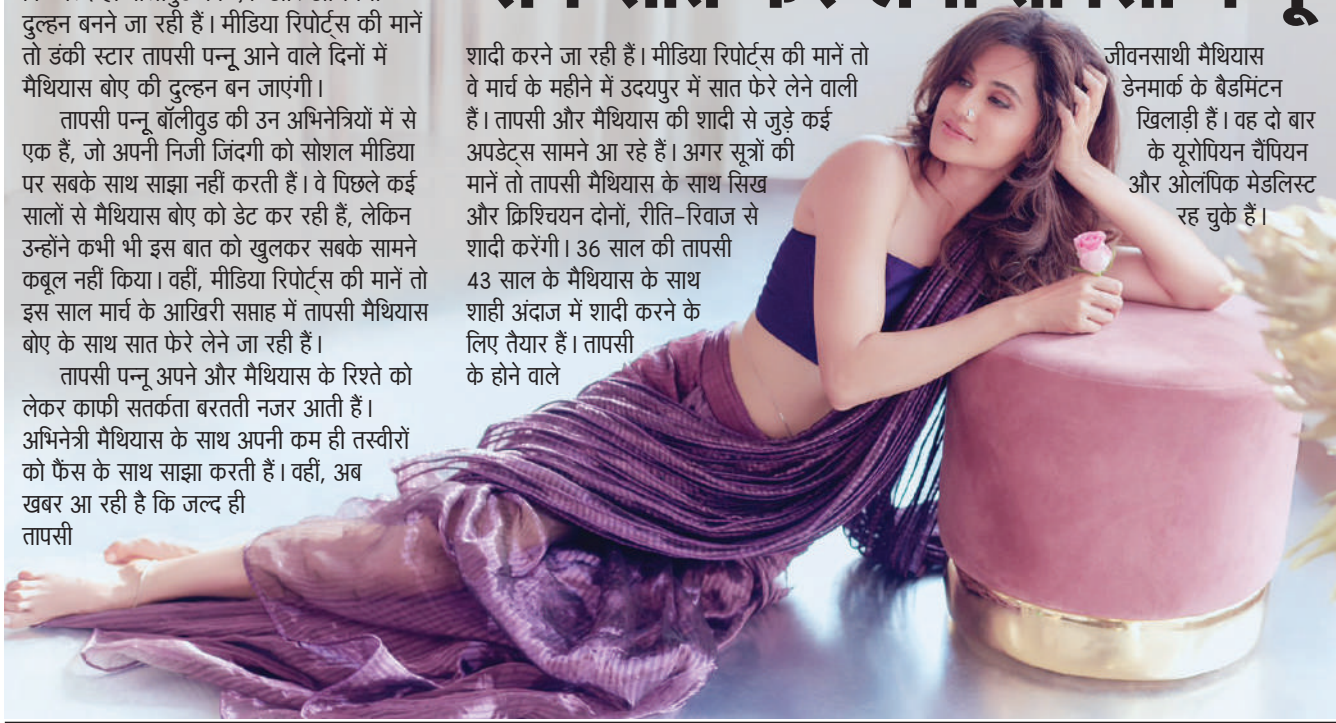 दुल्हन बनने जा रही हैं। मीडिया रिपोर्ट्स की मानें
तो डंकी स्टार तापसी पन्नू आने वाले दिनों में
मैथियास बोए की दुल्हन बन जाएंगी।
तापसी पन्नू बॉलीवुड की उन अभिनेत्रियों में से
एक हैं, जो अपनी निजी जिंदगी को सोशल मीडिया
पर सबके साथ साझा नहीं करती हैं। वे पिछले कई
सालों से मैथियास बोए को डेट कर रही हैं, लेकिन
उन्होंने कभी भी इस बात को खुलकर सबके सामने
कबूल नहीं किया। वहीं, मीडिया रिपोर्ट्स की मानें तो
इस साल मार्च के आखिरी सप्ताह में तापसी मैथियास
बोए के साथ सात फेरे लेने जा रही हैं।
तापसी पन्नू अपने और मैथियास के रिश्ते को
लेकर काफी सतर्कता बरतती नजर आती हैं।
अभिनेत्री मैथियास के साथ अपनी कम ही तस्वीरों
को फैंस के साथ साझा करती हैं। वहीं, अब
खबर आ रही है कि जल्द ही
तापसी
शादी करने जा रही हैं। मीडिया रिपोर्ट्स की मानें तो
वे मार्च के महीने में उदयपुर में सात फेरे लेने वाली
हैं। तापसी और मैथियास की शादी से जुड़े कई
अपडेट्स सामने आ रहे हैं। अगर सूत्रों की
मानें तो तापसी मैथियास के साथ सिख
और क्रिश्चियन दोनों, रीति-रिवाज से
शादी करेंगी। 36 साल की तापसी
43 साल के मैथियास के साथ
शाही अंदाज में शादी करने के
लिए तैयार हैं। तापसी
के होने वाले
जीवनसाथी मैथियास
डेनमार्क के बैडमिंटन
खिलाड़ी हैं। वह दो बार
के यूरोपियन चैंपियन
और ओलंपिक मेडलिस्ट
रह चुके हैं।